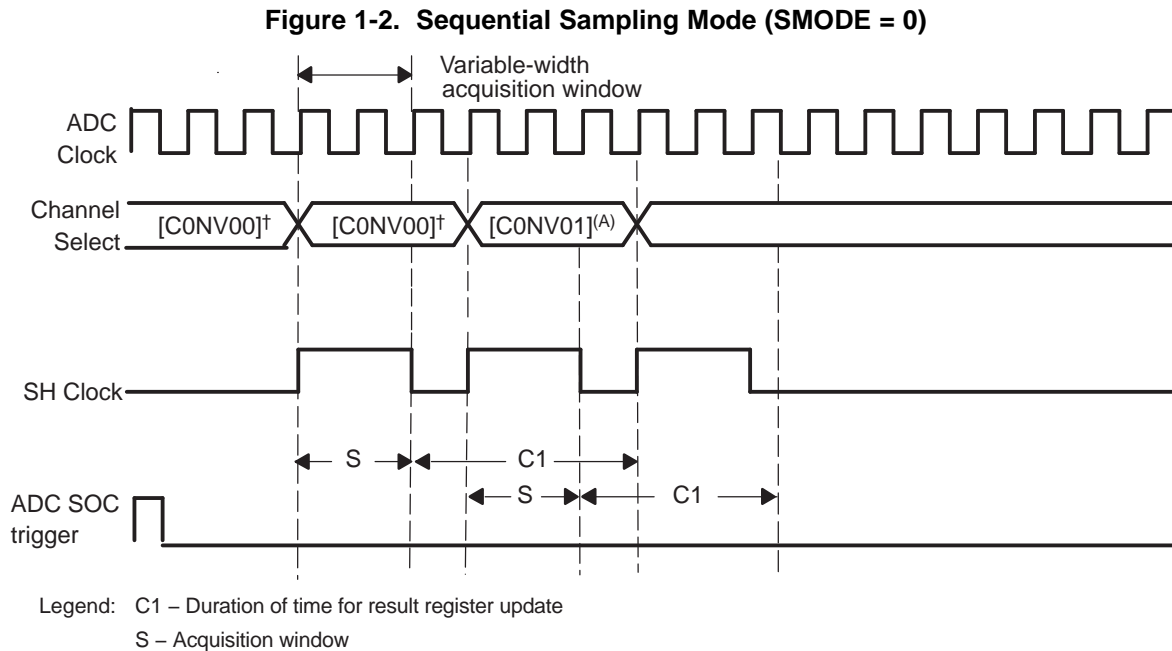 Figure 1-2. Sequential Sampling Mode (SMODE = 0)
Variable-width
acquisition window
ADC
Clock
Channel
Select
[C0NV00]†
[C0NV00]†
[C0NV01](A)
SH Clock
S
C1
S
C1
ADC SOC
trigger
Legend: C1 – Duration of time for result register update
S – Acquisition window